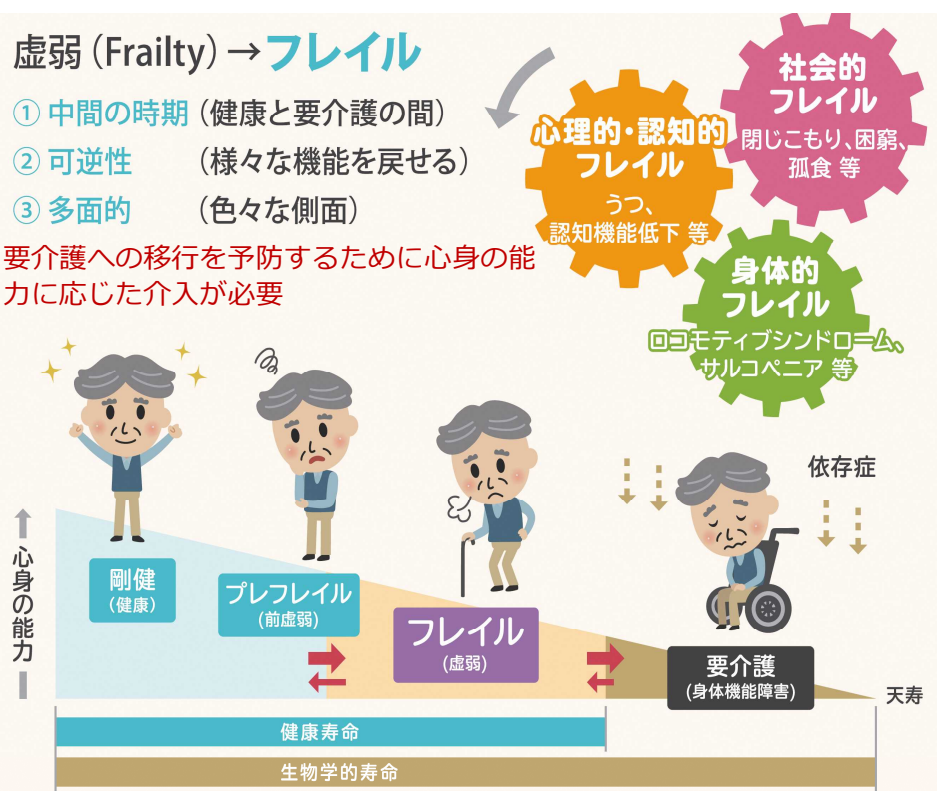 虚弱(Frailty)→フレイル
① 中間の時期(健康と要介護の間)
② 可逆性 (様々な機能を戻せる)
③ 多面的 (色々な側面)
要介護への移行を予防するために心身の能
力に応じた介入が必要
社会的
フレイル
閉じこもり、困窮、
孤食 等
心理的・認知的
フレイル
うつ、
認知機能低下 等
身体的
フレイル
ロコモティブシンドローム、
サルコペニア 等
依存症
心身の能力
剛健
(健康)
プレフレイル
(前虚弱)
フレイル
(虚弱)
要介護
(身体機能障害)
天寿
健康寿命
生物学的寿命